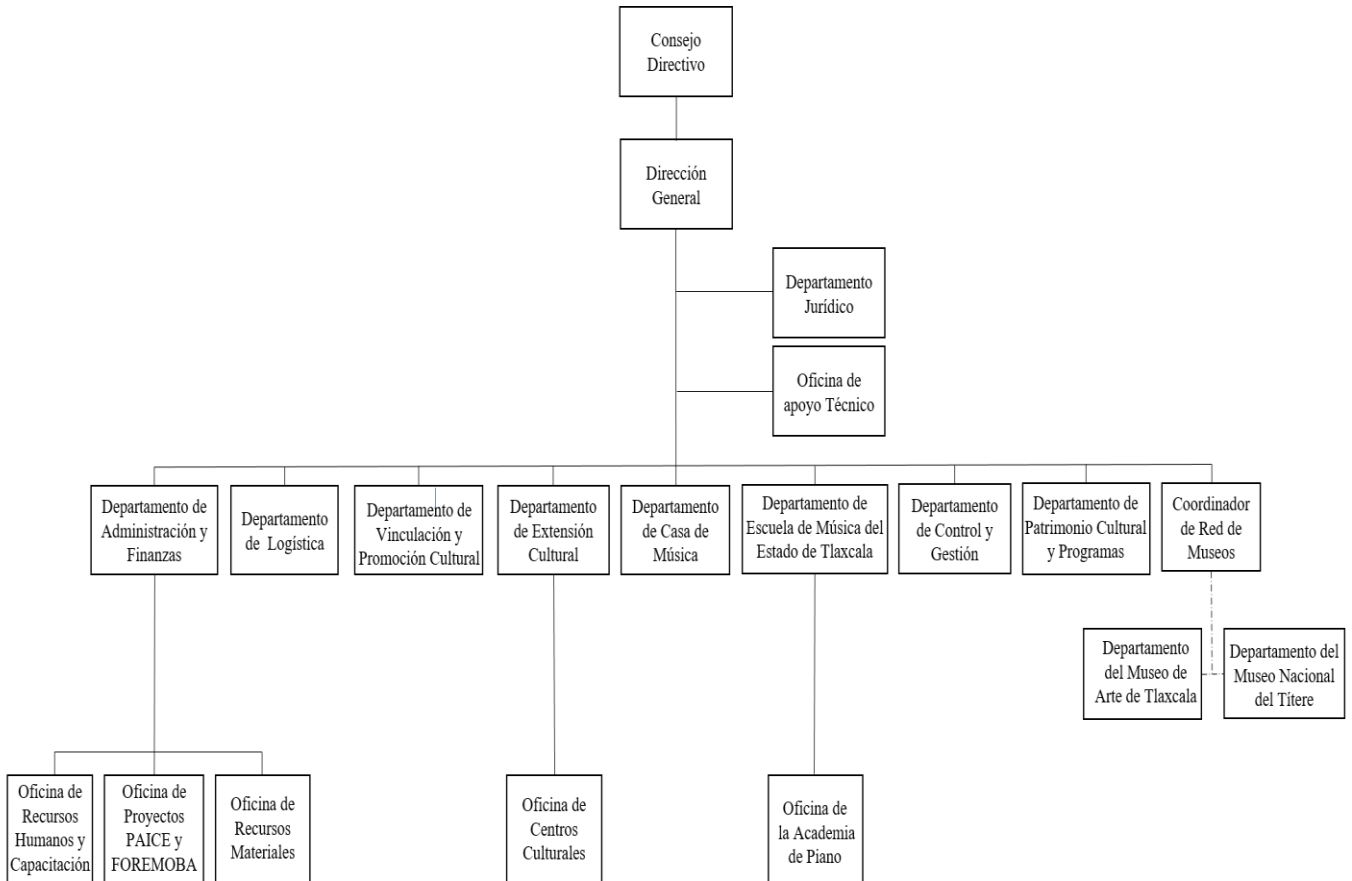 Consejo
Directivo
Dirección
General
Departamento
Jurídico
Oficina de
apoyo Técnico
Departamento de
Administración y
Finanzas
Departamento
de Logística
Departamento de
Vinculación y
Promoción Cultural
Departamento
de Extensión
Cultural
Departamento
de Casa de
Música
Departamento de
Escuela de Música del
Estado de Tlaxcala
Departamento
de Control y
Gestión
Departamento de
Patrimonio Cultural
y Programas
Coordinador
de Red de
Museos
Departamento
del Museo de
Arte de Tlaxcala
Departamento del
Museo Nacional
del Títere
Oficina de
Recursos
Humanos y
Capacitación
Oficina de
Proyectos
PAICE y
FOREMOBA
Oficina de
Recursos
Materiales
Oficina de
Centros
Culturales
Oficina de
la Academia
de Piano